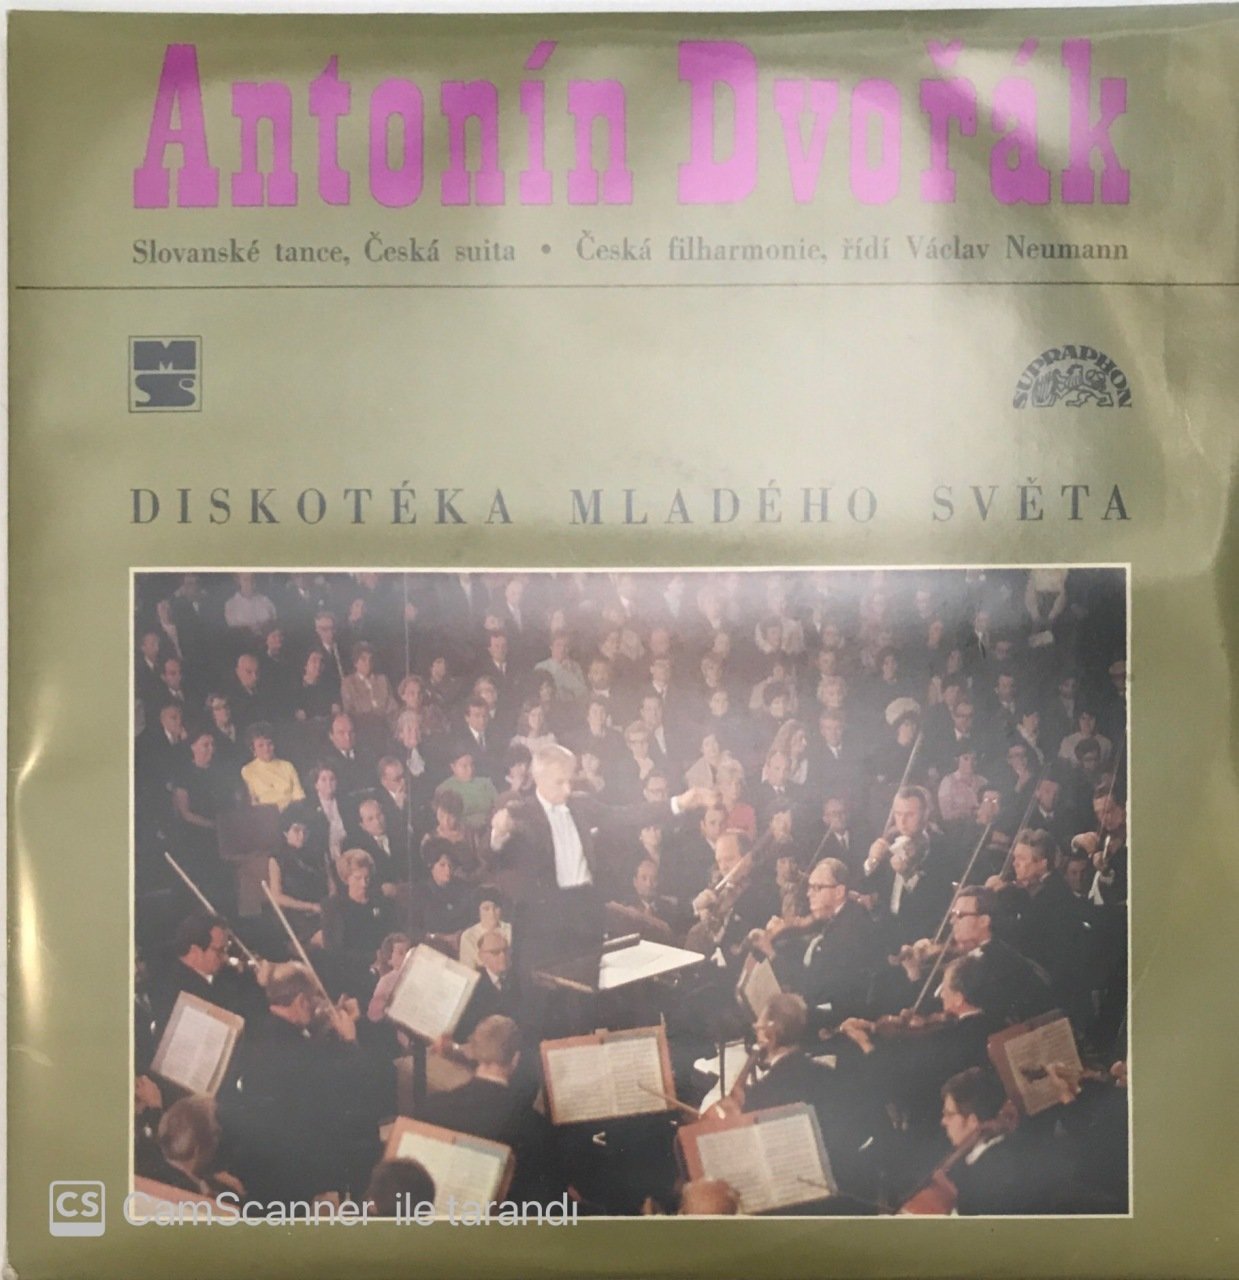 Antonín Dvořák
Slovanské tance, Česká suita • Česká filharmonie, řídí Václav Neumann
MSS
SUPRAPHON
DISKOTÉKA MLADÉHO SVĚTA
CS CamScanner ile tarandı